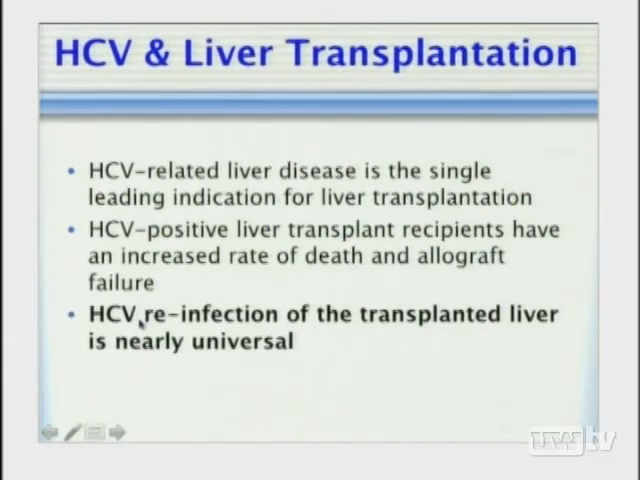 HCV & Liver Transplantation
• HCV-related liver disease is the single
leading indication for liver transplantation
• HCV-positive liver transplant recipients have
an increased rate of death and allograft
failure
• HCV re-infection of the transplanted liver
is nearly universal
uwtv